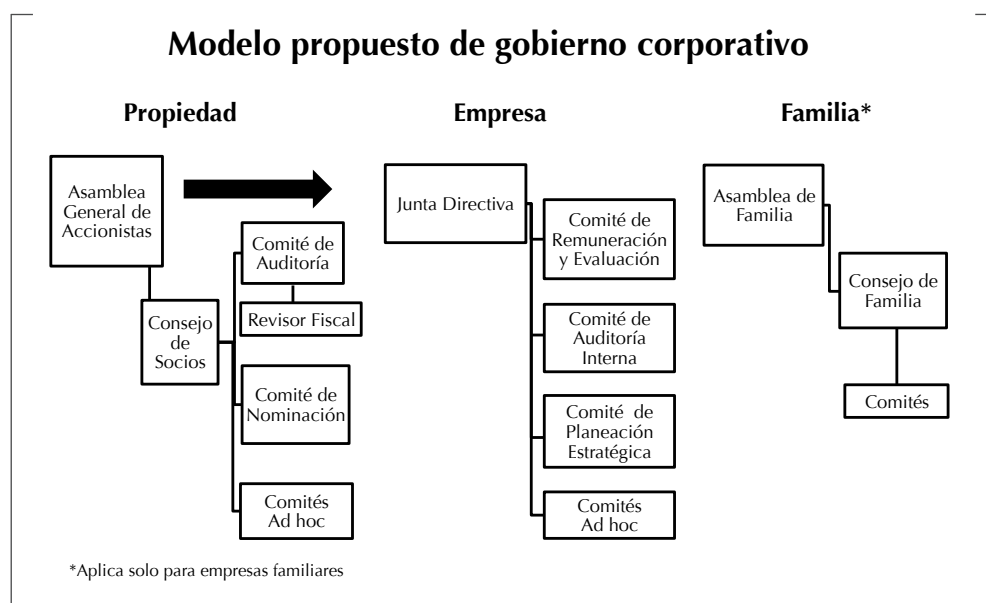 Modelo propuesto de gobierno corporativo
Propiedad
Asamblea
General de
Accionistas
Comité de
Auditoría
Revisor Fiscal
Consejo
de
Socios
Comité de
Nominación
Comités
Ad hoc
Empresa
Junta Directiva
Comité de
Remuneración
y Evaluación
Comité de
Auditoría
Interna
Comité de
Planeación
Estratégica
Comités
Ad hoc
Familia*
Asamblea de
Familia
Consejo de
Familia
Comités
*Aplica solo para empresas familiares